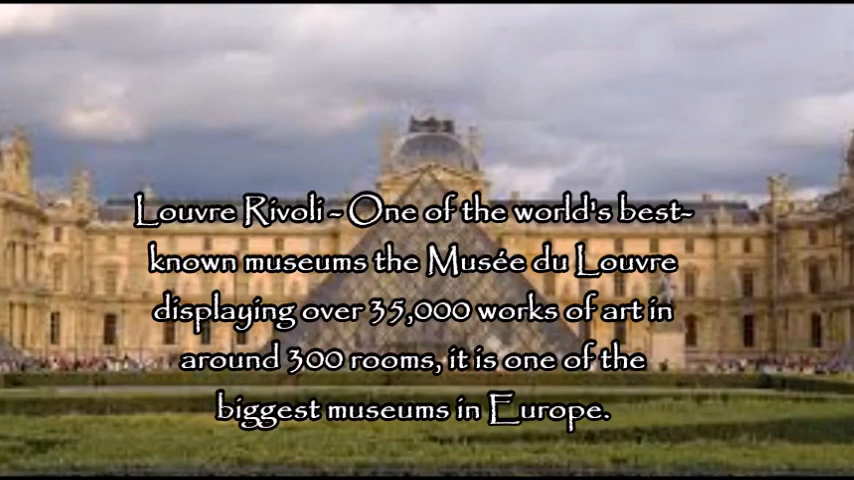 Louvre Rivoli - One of the world's best-
known museums the Musée du Louvre
displaying over 35,000 works of art in
around 300 rooms, it is one of the
biggest museums in Europe.